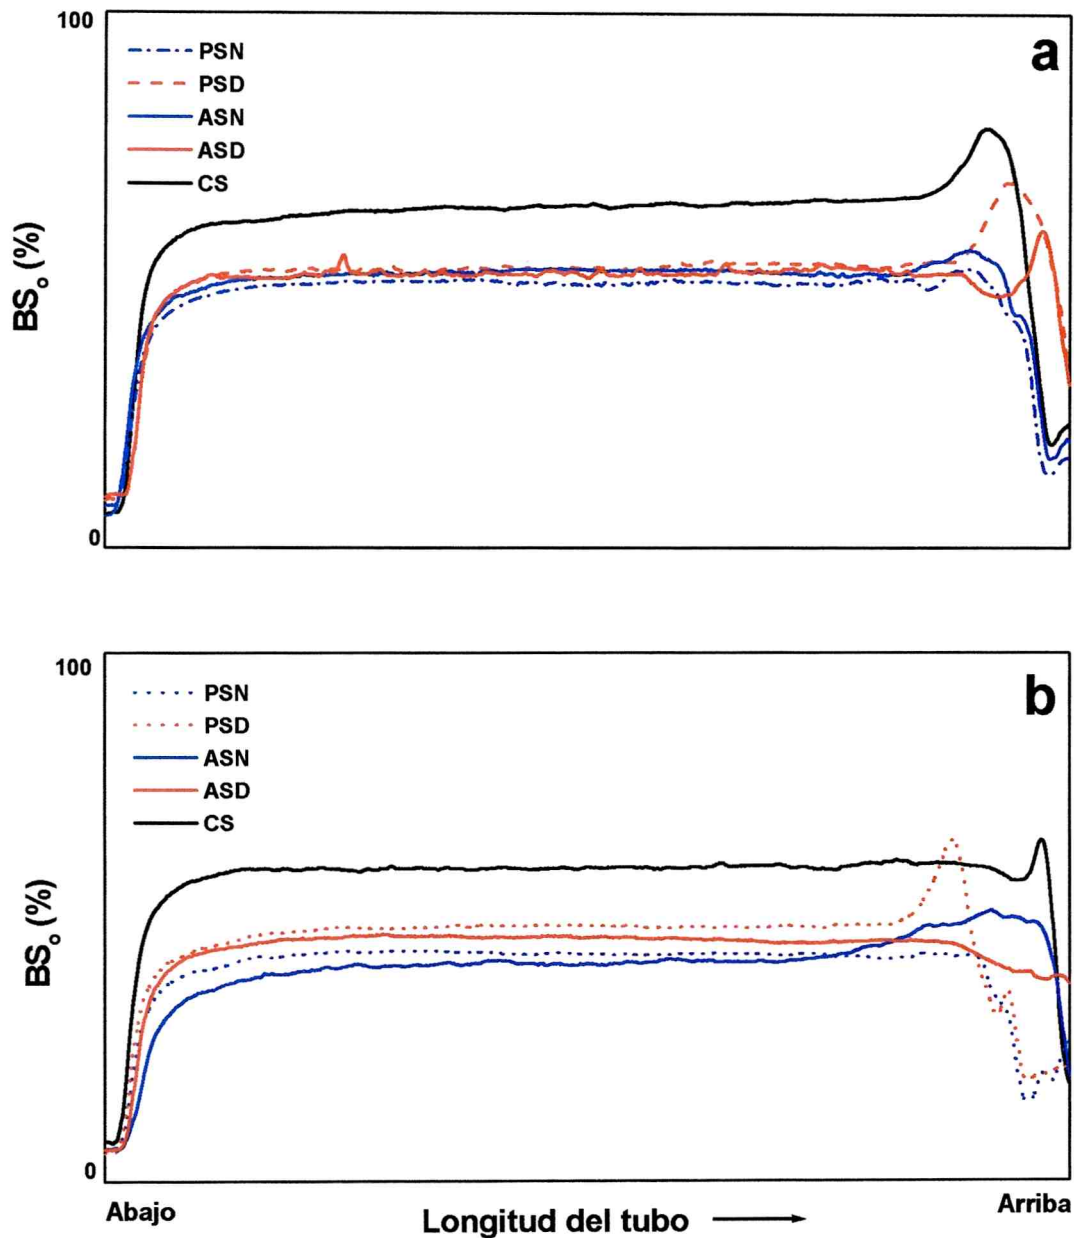 100
a
PSN
PSD
ASN
ASD
CS
BSo (%)
0
100
b
PSN
PSD
ASN
ASD
CS
BSo (%)
0
Abajo
Longitud del tubo
Arriba